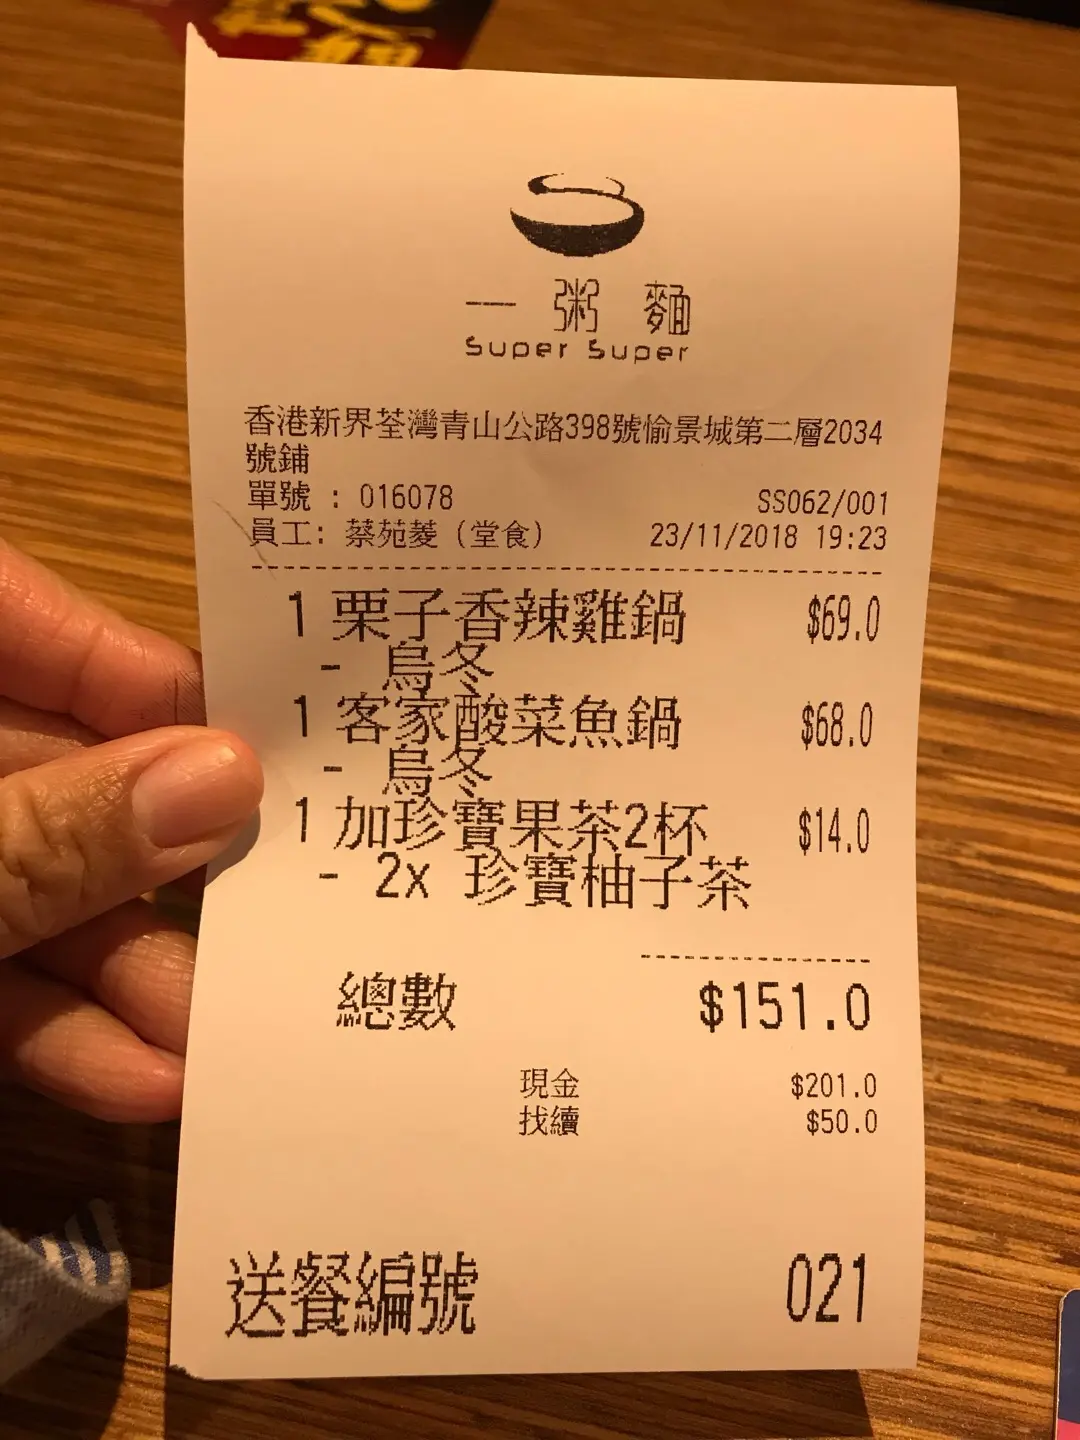 一 粥 麵
Super Super
香港新界荃灣青山公路398號愉景城第二層2034
號鋪
單號 : 016078 SS062/001
員工: 蔡苑菱 (堂食) 23/11/2018 19:23
1 栗子香辣雞鍋 $69.0
- 烏冬
1 客家酸菜魚鍋 $68.0
- 烏冬
1 加珍寶果茶2杯 $14.0
- 2x 珍寶柚子茶
總數 $151.0
現金 $201.0
找續 $50.0
送餐編號 021